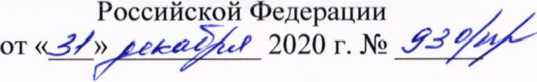 Российской Федерации
от «31» декабря 2020 г. № 930/пр